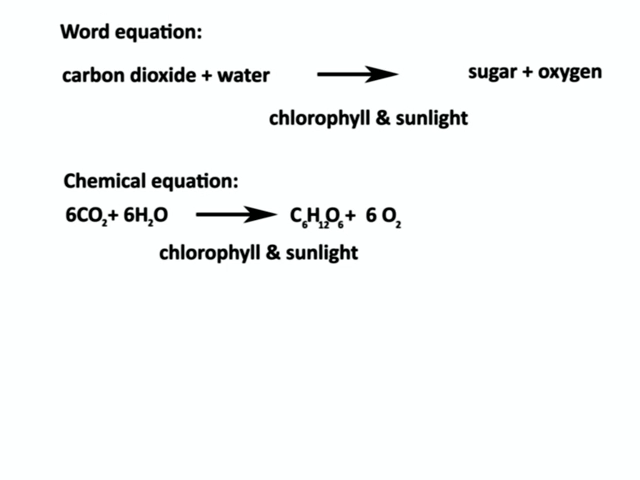 Word equation:
carbon dioxide + water sugar + oxygen
chlorophyll & sunlight
Chemical equation:
6CO₂+ 6H₂O C₆H₁₂O₆+ 6 O₂
chlorophyll & sunlight